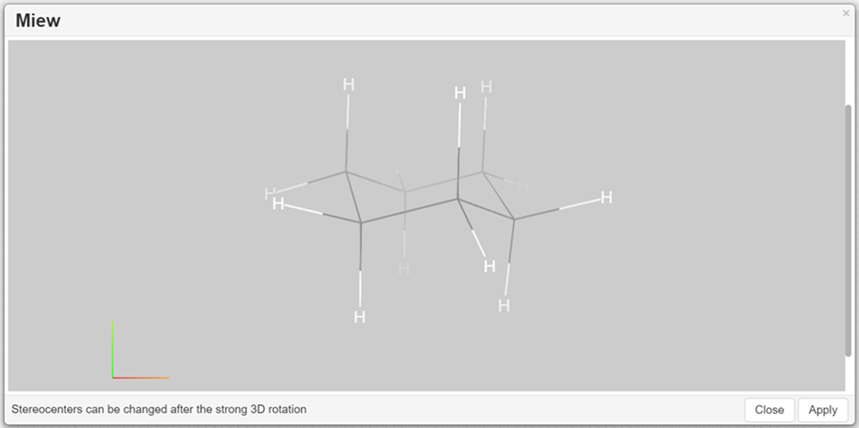 Miew
×
H
H
H
H
H
H
H
H
H
H
H
Stereocenters can be changed after the strong 3D rotation
Close
Apply